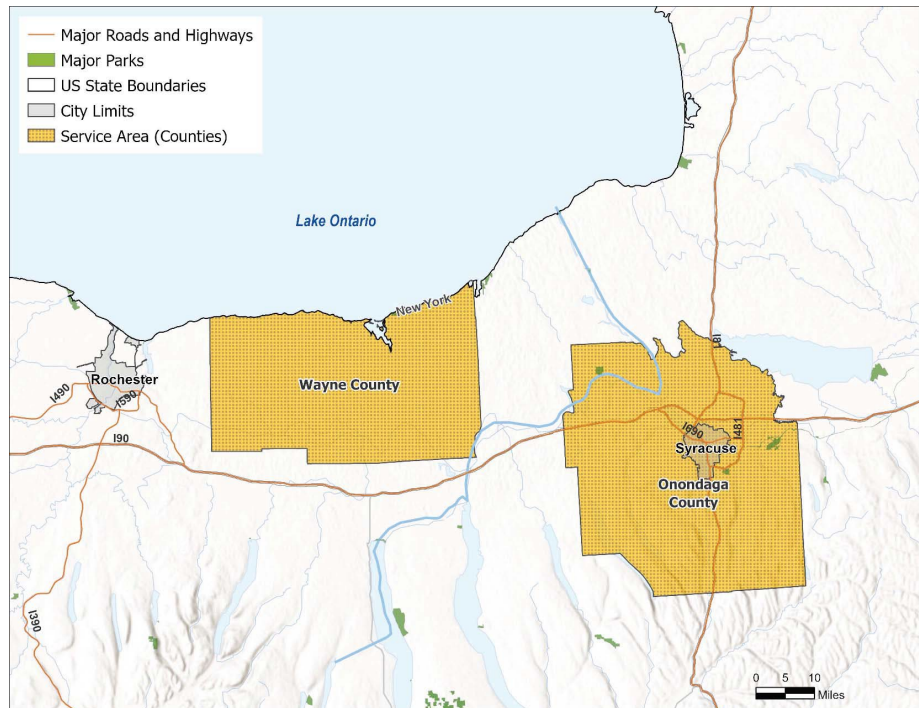 Major Roads and Highways
Major Parks
US State Boundaries
City Limits
Service Area (Counties)
Lake Ontario
New York
I81
Rochester
Wayne County
I490
I590
I90
I690
I481
Syracuse
Onondaga
County
I390
0 5 10
Miles